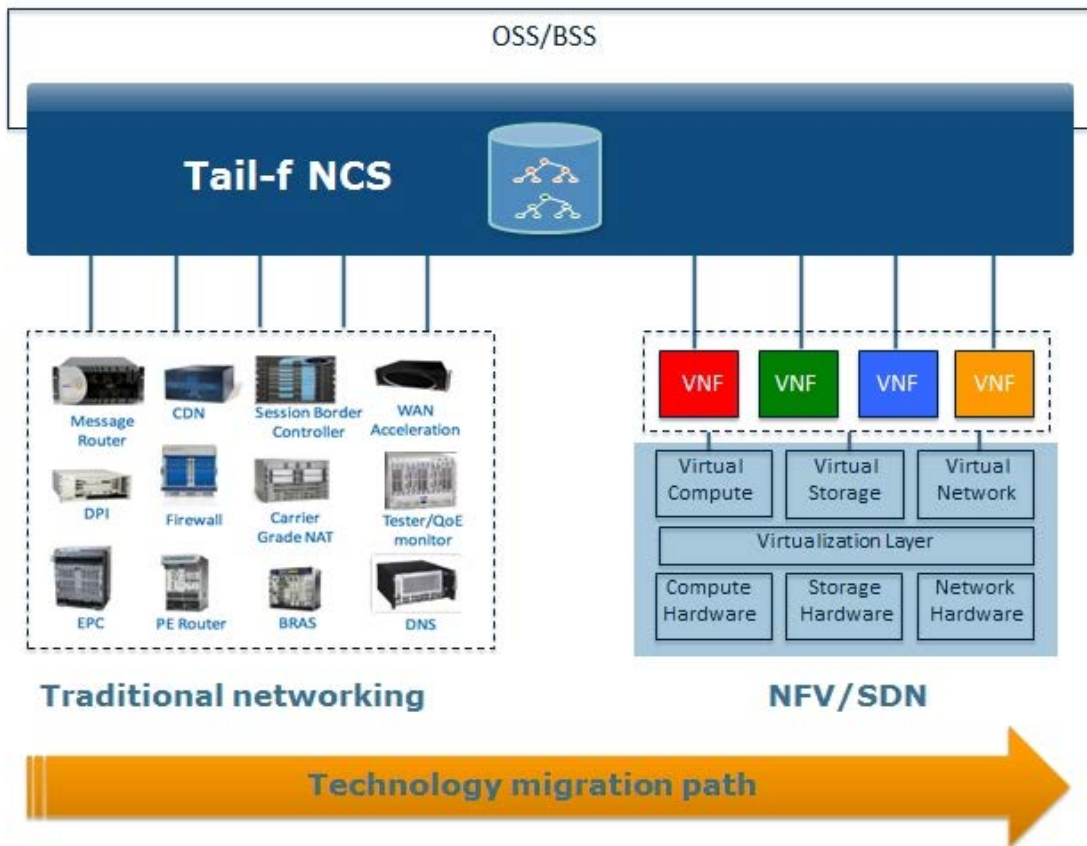 OSS/BSS
Tail-f NCS
Message
Router
CDN
Session Border
Controller
WAN
Acceleration
DPI
Firewall
Carrier
Grade NAT
Tester/QoE
monitor
EPC
PE Router
BRAS
DNS
Traditional networking
VNF
VNF
VNF
VNF
Virtual
Compute
Virtual
Storage
Virtual
Network
Virtualization Layer
Compute
Hardware
Storage
Hardware
Network
Hardware
NFV/SDN
Technology migration path